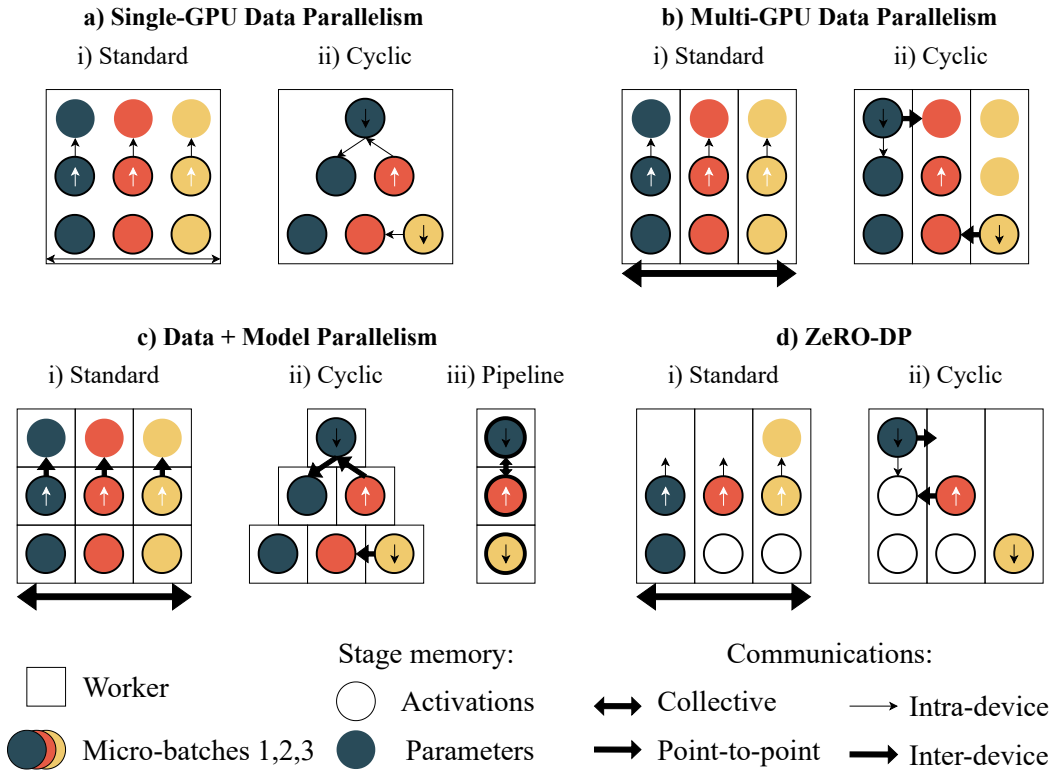 a) Single-GPU Data Parallelism
b) Multi-GPU Data Parallelism
i) Standard
ii) Cyclic
i) Standard
ii) Cyclic
c) Data + Model Parallelism
d) ZeRO-DP
i) Standard
ii) Cyclic
iii) Pipeline
i) Standard
ii) Cyclic
Stage memory:
Communications:
Worker
Activations
Collective
Intra-device
Micro-batches 1,2,3
Parameters
Point-to-point
Inter-device